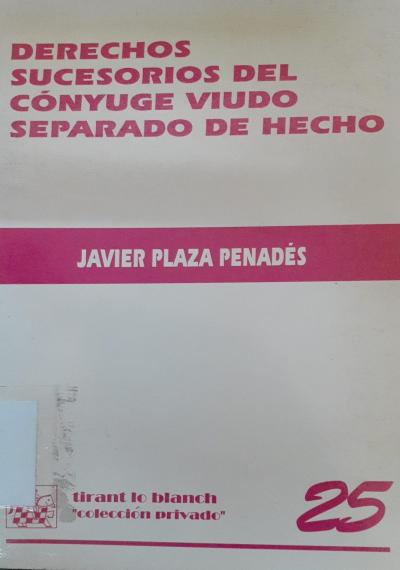 DERECHOS
SUCESORIOS DEL
CÓNYUGE VIUDO
SEPARADO DE HECHO
JAVIER PLAZA PENADÉS
tirant lo blanch
"colección privado"
25